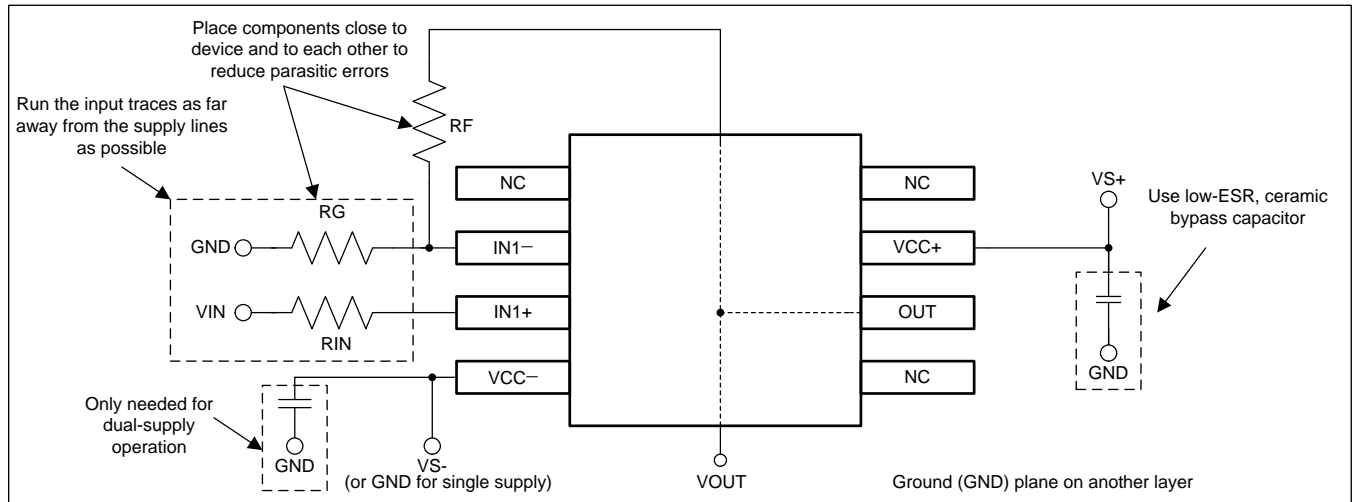 Place components close to
device and to each other to
reduce parasitic errors
Run the input traces as far
away from the supply lines
as possible
RF
NC
NC
VS+
Use low-ESR, ceramic
bypass capacitor
RG
GND
IN1−
VCC+
VIN
IN1+
OUT
RIN
VCC−
NC
GND
Only needed for
dual-supply
operation
GND
VS-
(or GND for single supply)
VOUT
Ground (GND) plane on another layer